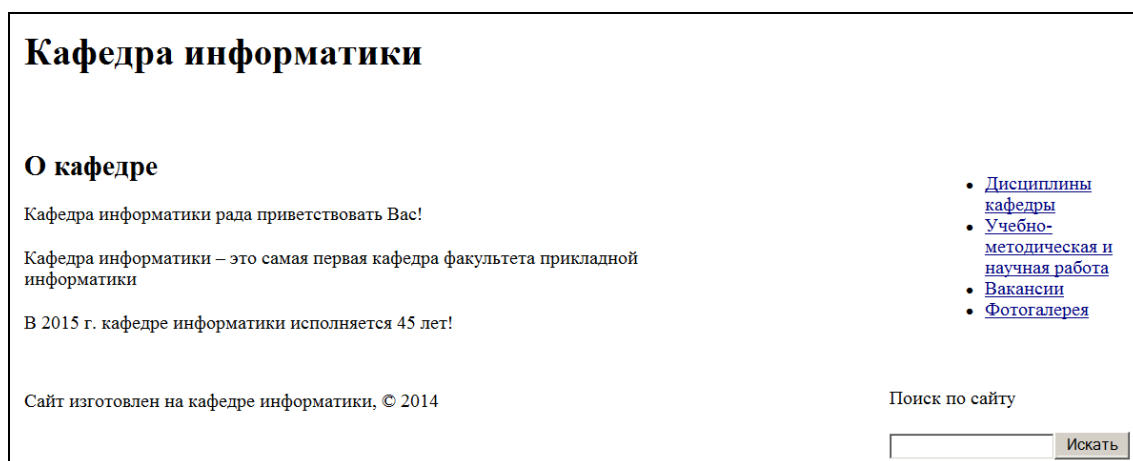 Кафедра информатики
О кафедре
Кафедра информатики рада приветствовать Вас!
Кафедра информатики – это самая первая кафедра факультета прикладной
информатики
В 2015 г. кафедре информатики исполняется 45 лет!
Дисциплины
кафедры
Учебно-
методическая и
научная работа
Вакансии
Фотогалерея
Сайт изготовлен на кафедре информатики, © 2014
Поиск по сайту
Искать